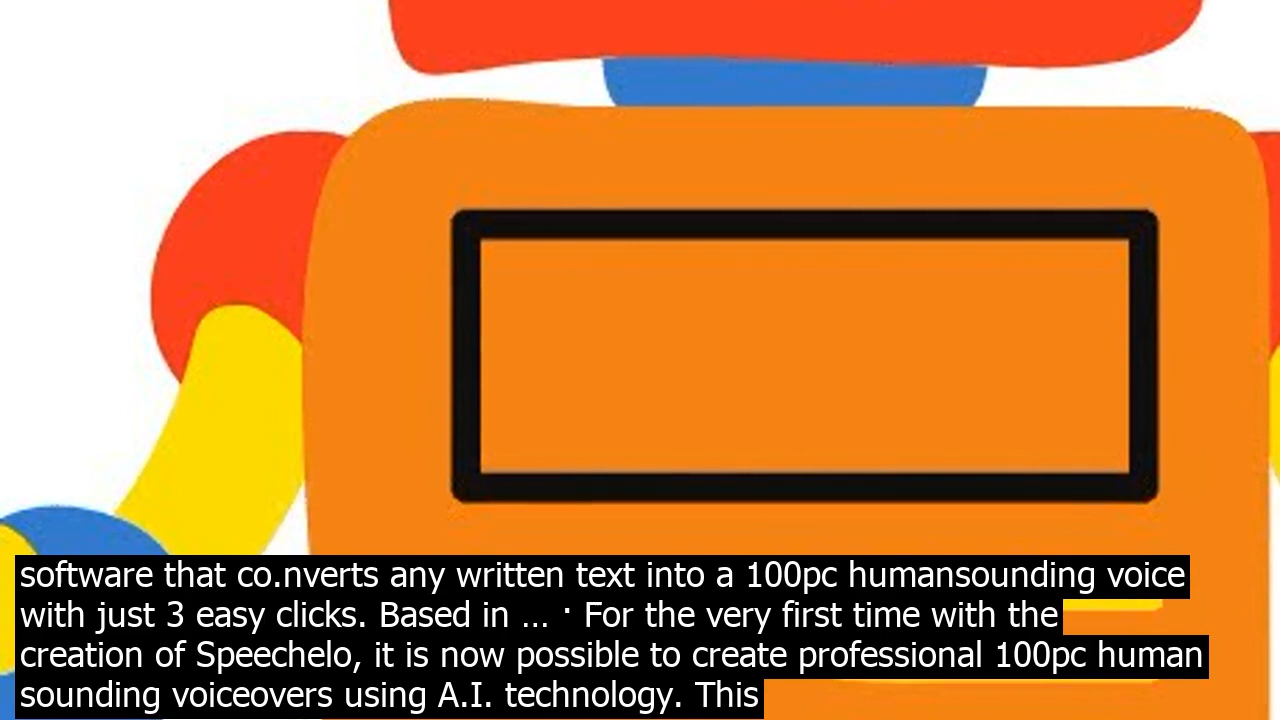 software that co.nverts any written text into a 100pc humansounding voice
with just 3 easy clicks. Based in ... · For the very first time with the
creation of Speechelo, it is now possible to create professional 100pc human
sounding voiceovers using A.I. technology. This